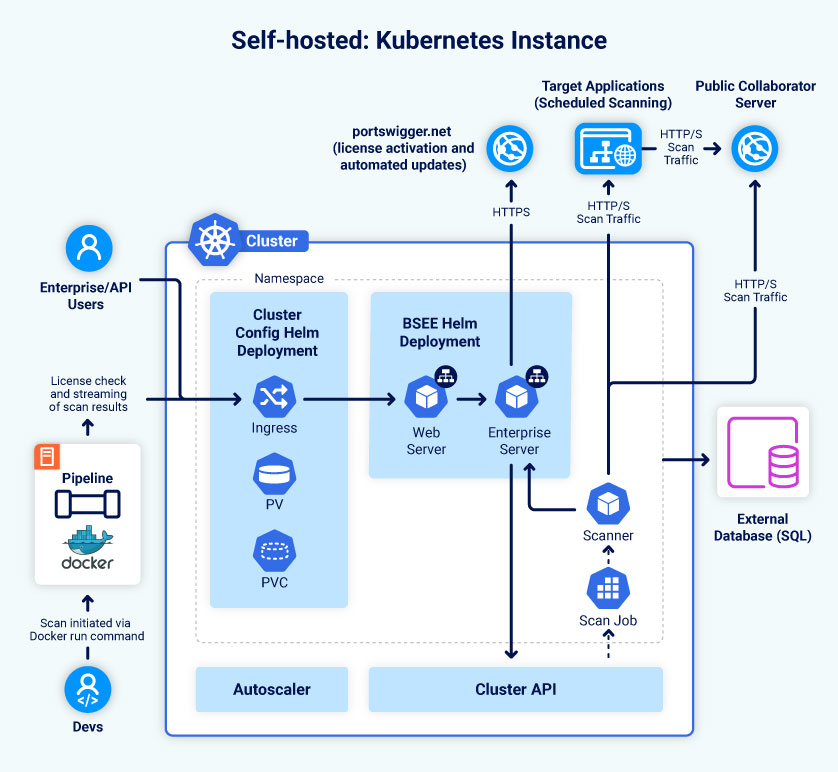 Self-hosted: Kubernetes Instance
Target Applications
(Scheduled Scanning)
Public Collaborator
Server
portswigger.net
(license activation and
automated updates)
HTTP/S
Scan
Traffic
HTTPS
HTTP/S
Scan Traffic
Cluster
Enterprise/API
Users
Namespace
HTTP/S
Scan Traffic
Cluster
Config Helm
Deployment
BSEE Helm
Deployment
License check
and streaming
of scan results
Ingress
Web
Server
Enterprise
Server
Pipeline
docker
PV
PVC
Scanner
External
Database (SQL)
Scan Job
Scan initiated via
Docker run command
Devs
Autoscaler
Cluster API